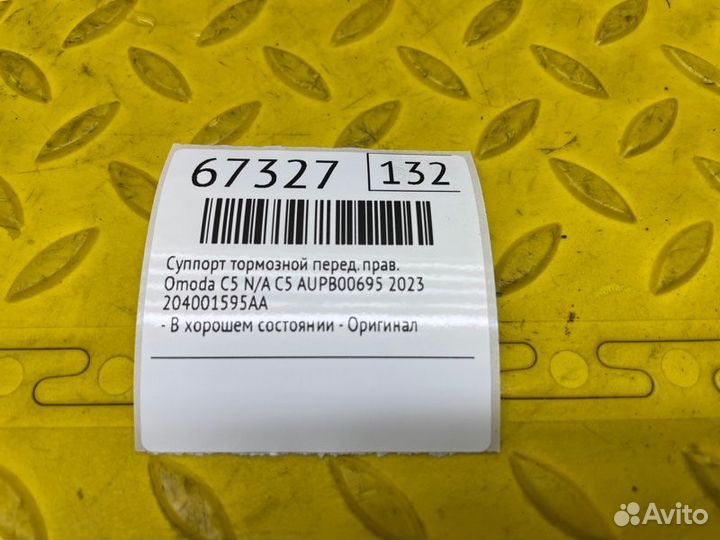 67327 132
Суппорт тормозной перед. прав.
Omoda C5 N/A C5 AUPB00695 2023
204001595AA
- В хорошем состоянии - Оригинал
Avito